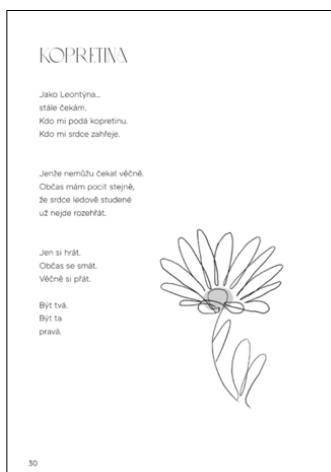 KOPRETINA
Jako Leontýna...
stále čekám.
Kdo mi podá kopretinu.
Kdo mi srdce zahřeje.
Jenže nemůžu čekat věčně.
Občas mám pocit stejně,
že srdce ledově studené
už nejde rozehřát.
Jen si hrát.
Občas se smát.
Věčně si přát.
Být tvá.
Být ta
pravá.
30